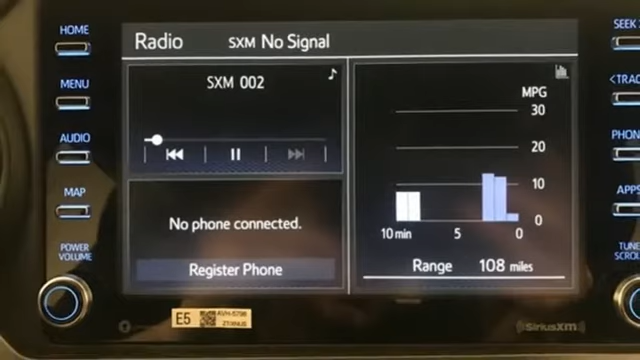 HOME
MENU
AUDIO
MAP
POWER
VOLUME
Radio SXM No Signal
SXM 002
No phone connected.
Register Phone
MPG
30
20
10
0
10 min 5 0
Range 108 miles
SEEK
<TRAC
PHON
APPS
TUNE
SCROL
E5
SiriusXM